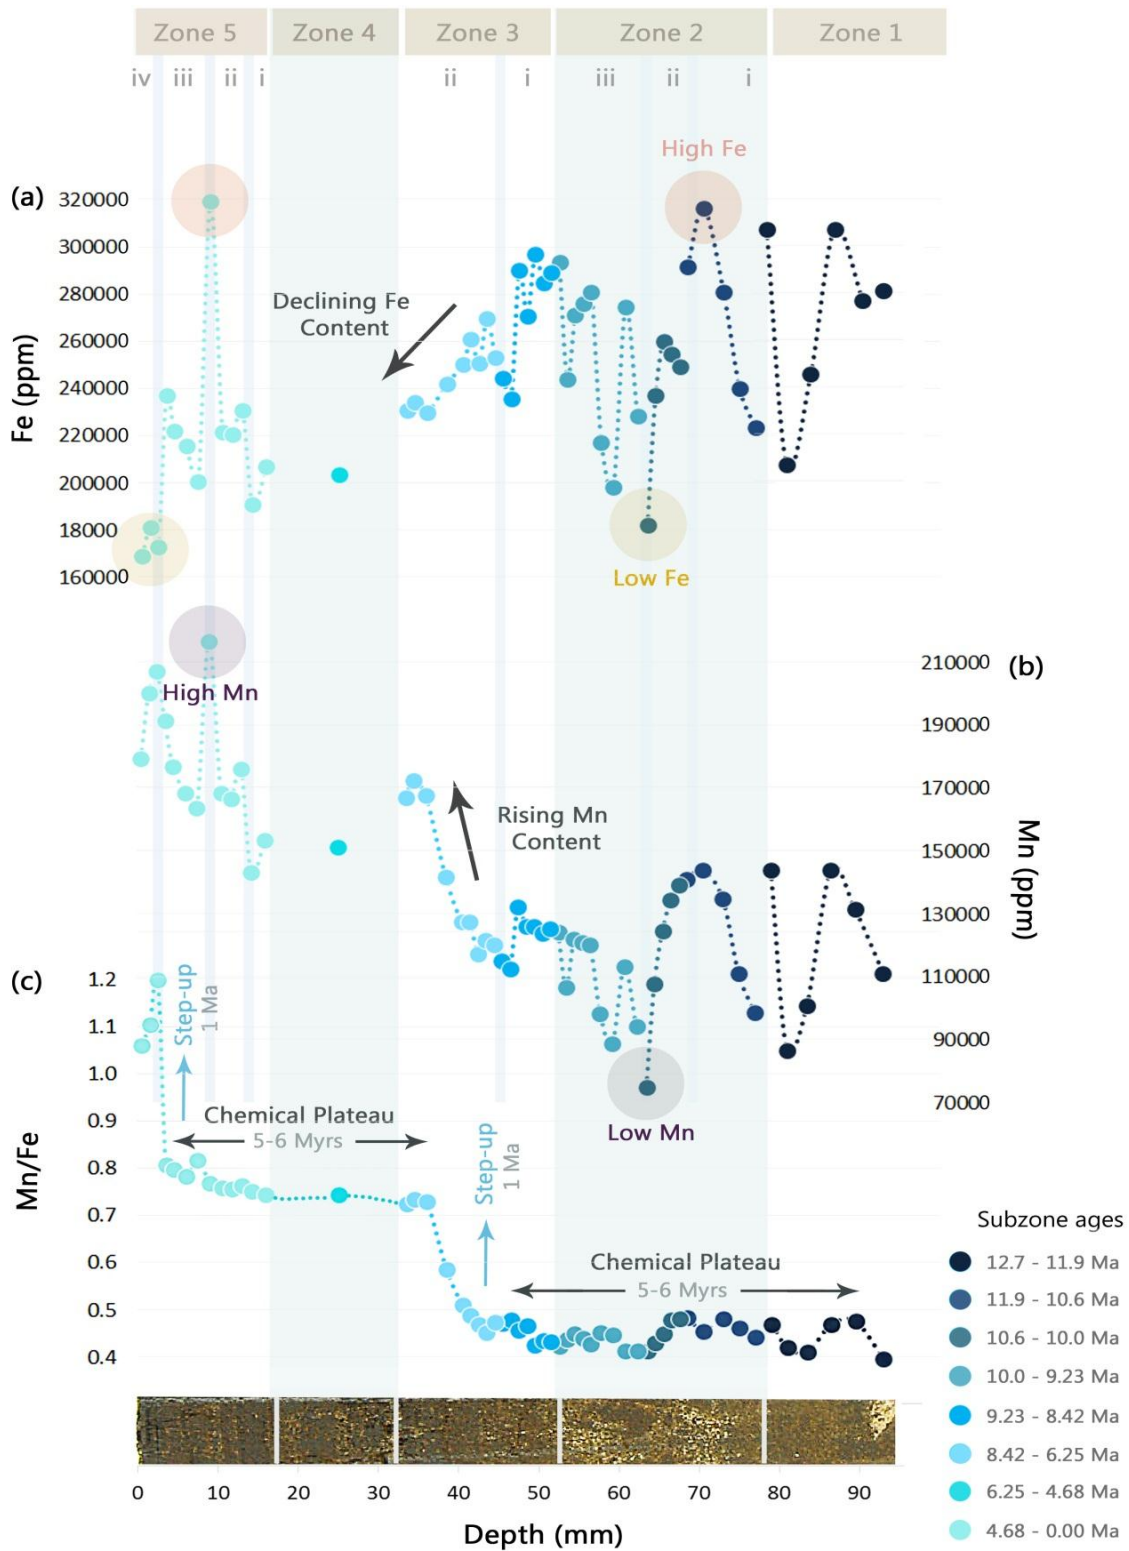 Zone 5 Zone 4 Zone 3 Zone 2 Zone 1
iv iii ii i ii i iii ii i
High Fe
(a)
320000
300000
280000
260000
240000
220000
200000
18000
160000
Fe (ppm)
Declining Fe
Content
Low Fe
High Mn
(b)
210000
190000
170000
150000
130000
110000
90000
70000
Mn (ppm)
Rising Mn
Content
Low Mn
(c)
1.2
1.1
1.0
0.9
0.8
0.7
0.6
0.5
0.4
Mn/Fe
Step-up
1 Ma
Chemical Plateau
5-6 Myrs
Step-up
1 Ma
Chemical Plateau
5-6 Myrs
0 10 20 30 40 50 60 70 80 90
Depth (mm)
Subzone ages
12.7 - 11.9 Ma
11.9 - 10.6 Ma
10.6 - 10.0 Ma
10.0 - 9.23 Ma
9.23 - 8.42 Ma
8.42 - 6.25 Ma
6.25 - 4.68 Ma
4.68 - 0.00 Ma